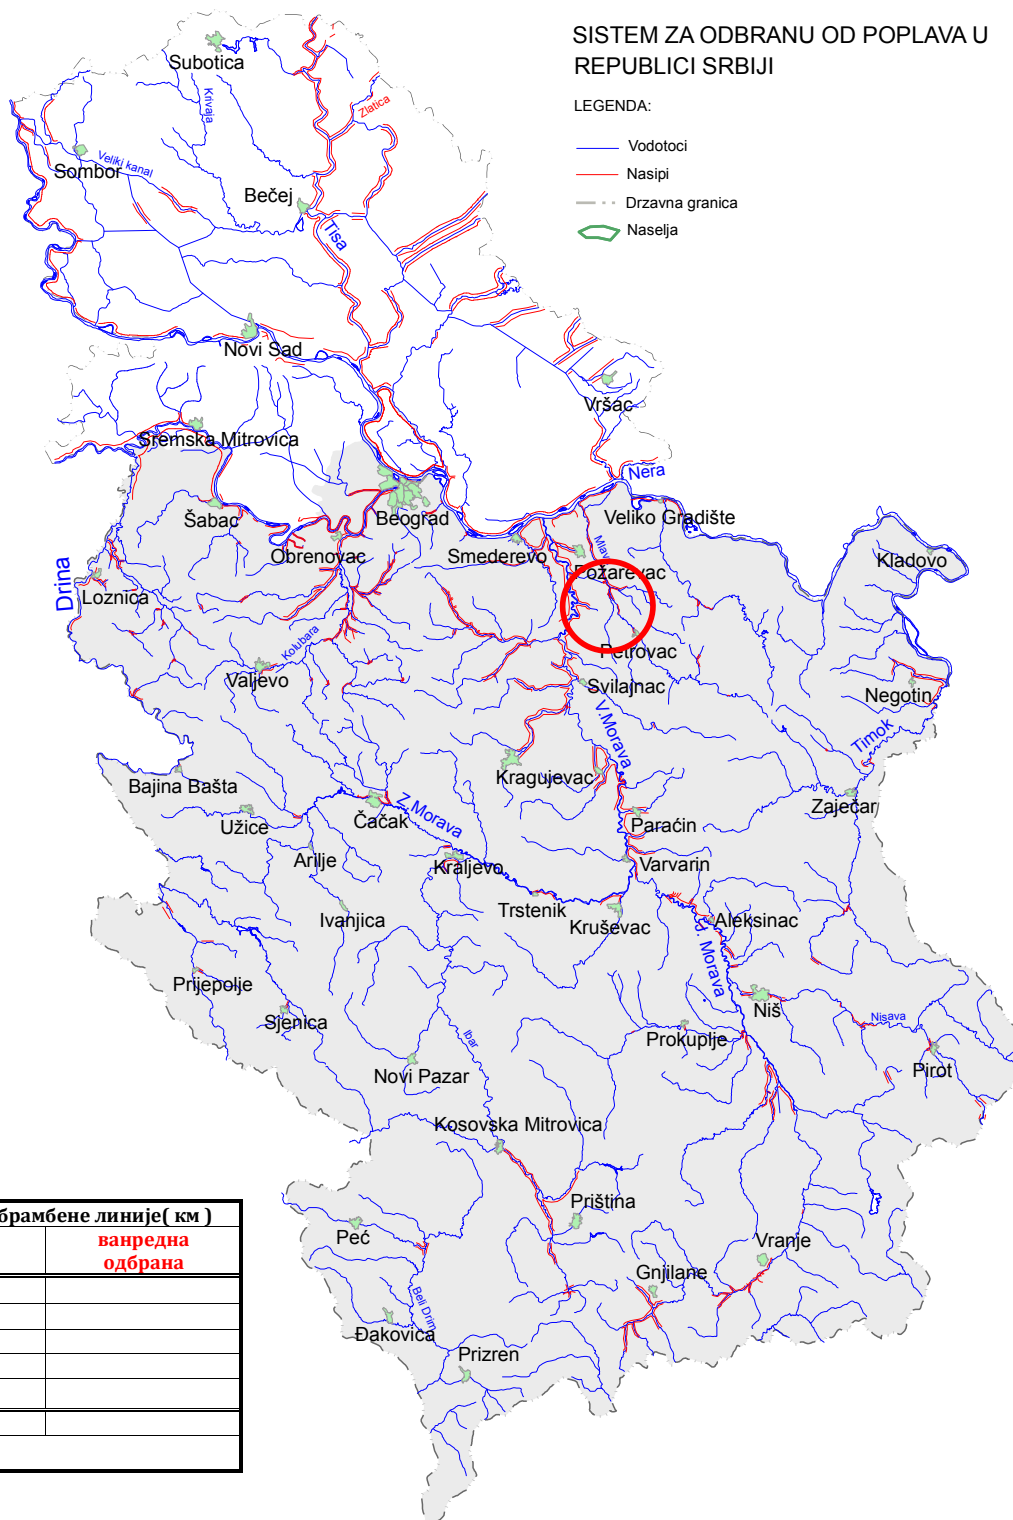 SISTEM ZA ODBRANU OD POPLAVA U
REPUBLICI SRBIJI
LEGENDA:
Vodotoci
Nasipi
Drzavna granica
Naselja
Subotica
Krivaja
Zlatica
Sombor
Veliki kanal
Bečej
Tisa
Novi Sad
Vršac
Sremska Mitrovica
Nera
Šabac
Beograd
Veliko Gradište
Obrenovac
Smederevo
Kladovo
Drina
Požarevac
Loznica
Kolubara
Petrovac
Valjevo
Svilajnac
Negotin
V.Morava
Timok
Kragujevac
Bajina Bašta
Zaječar
Užice
Čačak
Z.Morava
Paraćin
Arilje
Kraljevo
Varvarin
Ivanjica
Trstenik
Kruševac
Aleksinac
J. Morava
Prijepolje
Niš
Sjenica
Ibar
Prokuplje
Nisava
Novi Pazar
Pirot
Kosovska Mitrovica
Priština
Peć
Vranje
Gnjilane
Beli Drim
Đakovica
Prizren
брамбене линије( км )
ванредна
одбрана